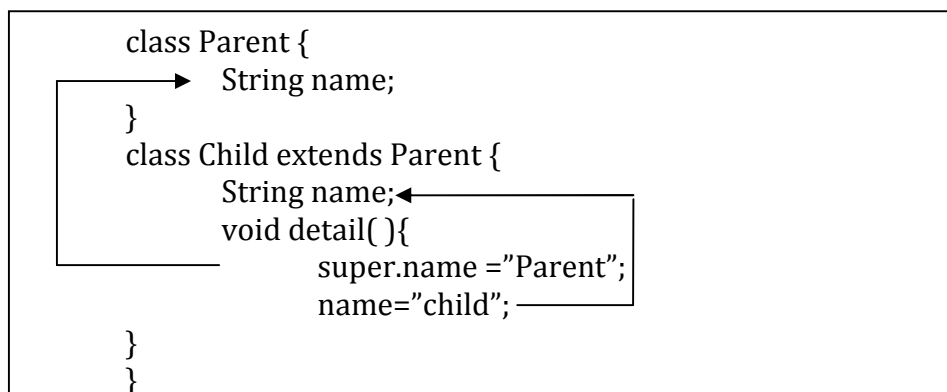 class Parent {
String name;
}
class Child extends Parent {
String name;
void detail( ){
super.name =”Parent”;
name=”child”;
}
}